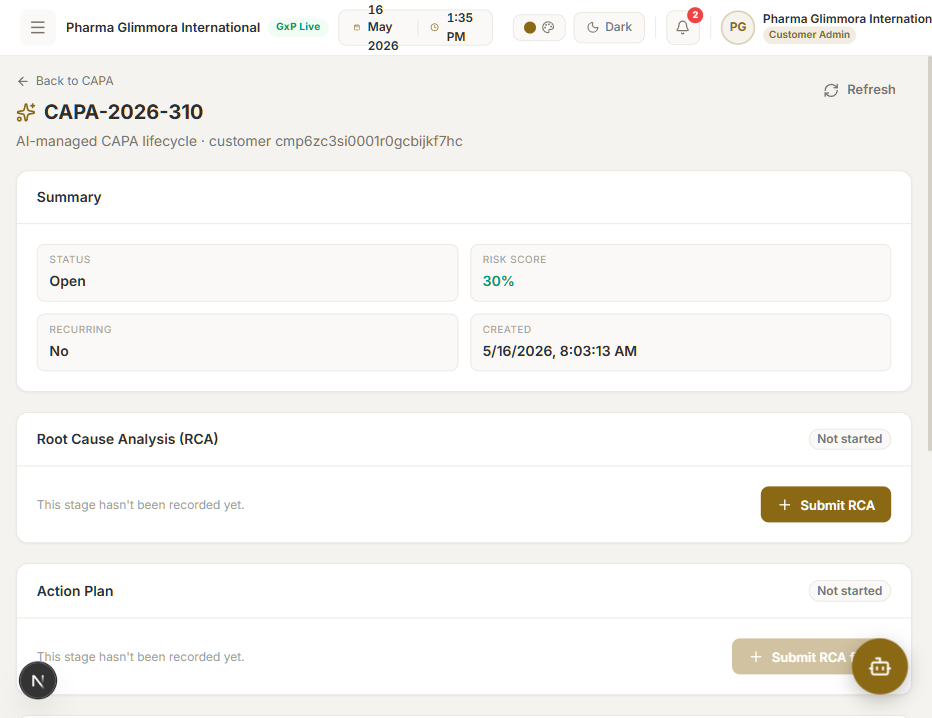 Pharma Glimmora International
GxP Live
16
May
2026
1:35
PM
Dark
2
PG
Pharma Glimmora Internation
Customer Admin
Back to CAPA
Refresh
CAPA-2026-310
AI-managed CAPA lifecycle · customer cmp6zc3si0001r0gcbijkf7hc
Summary
STATUS
Open
RISK SCORE
30%
RECURRING
No
CREATED
5/16/2026, 8:03:13 AM
Root Cause Analysis (RCA)
Not started
This stage hasn't been recorded yet.
Submit RCA
Action Plan
Not started
This stage hasn't been recorded yet.
Submit RCA
N